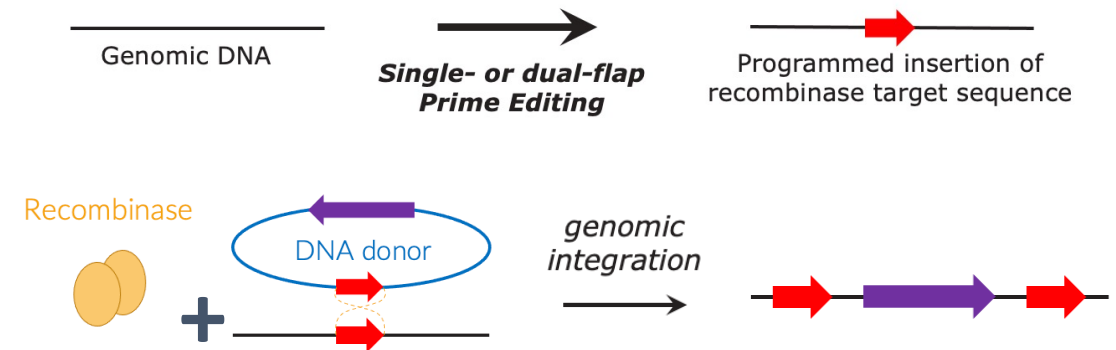 Genomic DNA
Single- or dual-flap
Prime Editing
Programmed insertion of
recombinase target sequence
Recombinase
DNA donor
genomic
integration